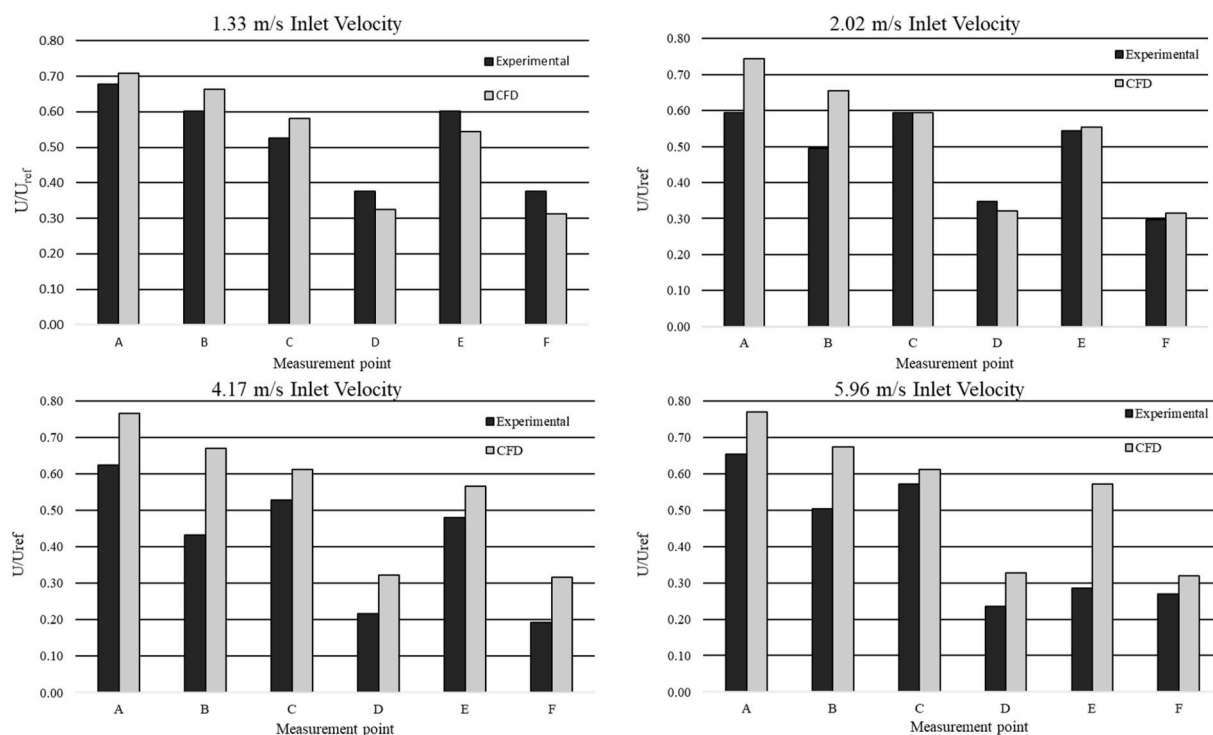 1.33 m/s Inlet Velocity
0.80
0.70
0.60
0.50
0.40
0.30
0.20
0.10
0.00
U/Uref
Experimental
CFD
A B C D E F
Measurement point
2.02 m/s Inlet Velocity
0.80
0.70
0.60
0.50
0.40
0.30
0.20
0.10
0.00
U/Uref
Experimental
CFD
A B C D E F
Measurement point
4.17 m/s Inlet Velocity
0.80
0.70
0.60
0.50
0.40
0.30
0.20
0.10
0.00
U/Uref
Experimental
CFD
A B C D E F
Measurement point
5.96 m/s Inlet Velocity
0.80
0.70
0.60
0.50
0.40
0.30
0.20
0.10
0.00
U/Uref
Experimental
CFD
A B C D E F
Measurement point